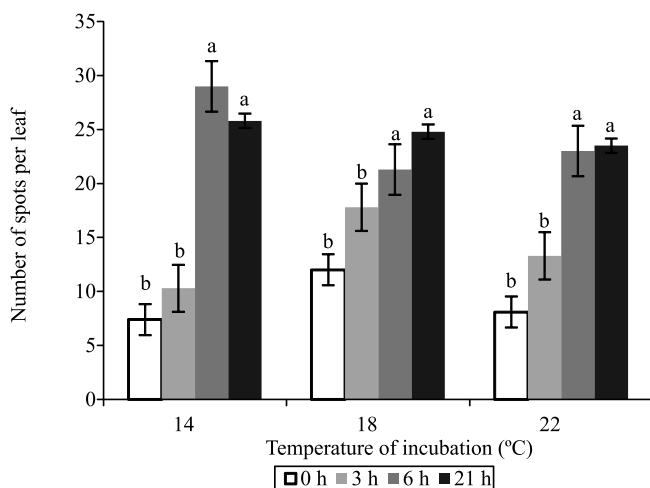 Number of spots per leaf
35
30
25
20
15
10
5
0
a
a
b
b
a
a
b
b
a
a
b
b
14
18
22
Temperature of incubation (ºC)
0 h 3 h 6 h 21 h